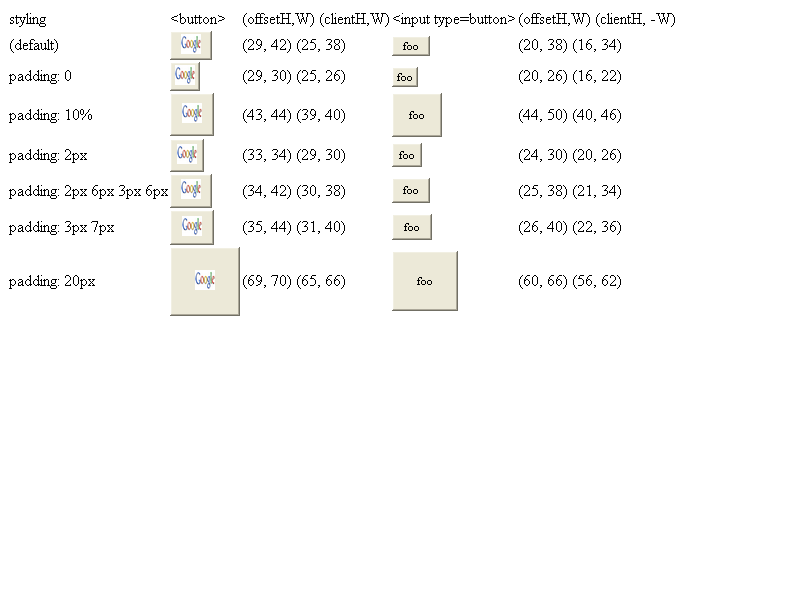 styling <button> (offsetH,W) (clientH,W) <input type=button> (offsetH,W) (clientH, -W)
(default) Google (29, 42) (25, 38) foo (20, 38) (16, 34)
padding: 0 Google (29, 30) (25, 26) foo (20, 26) (16, 22)
padding: 10% Google (43, 44) (39, 40) foo (44, 50) (40, 46)
padding: 2px Google (33, 34) (29, 30) foo (24, 30) (20, 26)
padding: 2px 6px 3px 6px Google (34, 42) (30, 38) foo (25, 38) (21, 34)
padding: 3px 7px Google (35, 44) (31, 40) foo (26, 40) (22, 36)
padding: 20px Google (69, 70) (65, 66) foo (60, 66) (56, 62)